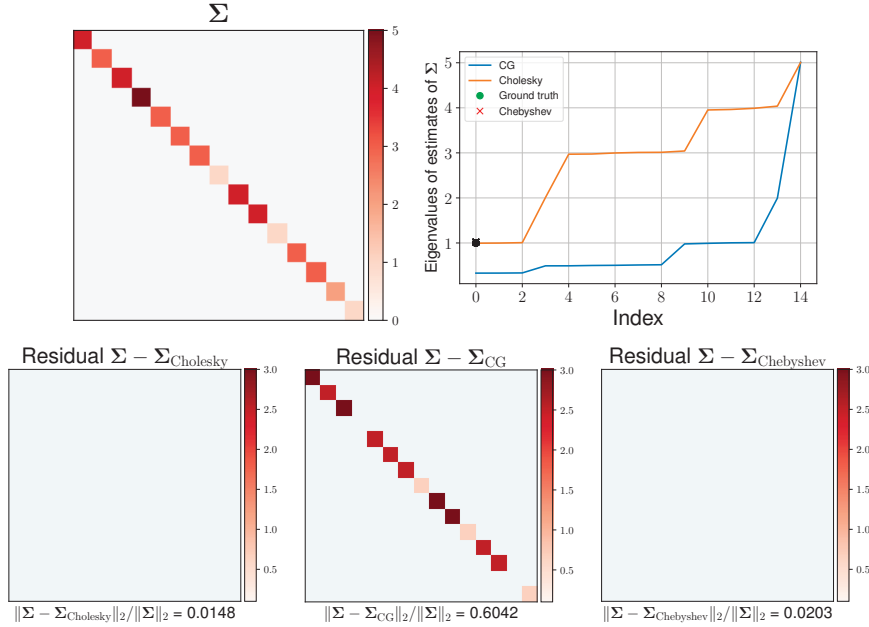 Σ
5
4
3
2
1
0
Eigenvalues of estimates of Σ
5
4
3
2
1
CG
Cholesky
Ground truth
Chebyshev
0 2 4 6 8 10 12 14
Index
Residual Σ − Σ_Cholesky
3.0
2.5
2.0
1.5
1.0
0.5
‖Σ − Σ_Cholesky‖₂/‖Σ‖₂ = 0.0148
Residual Σ − Σ_CG
3.0
2.5
2.0
1.5
1.0
0.5
‖Σ − Σ_CG‖₂/‖Σ‖₂ = 0.6042
Residual Σ − Σ_Chebyshev
3.0
2.5
2.0
1.5
1.0
0.5
‖Σ − Σ_Chebyshev‖₂/‖Σ‖₂ = 0.0203